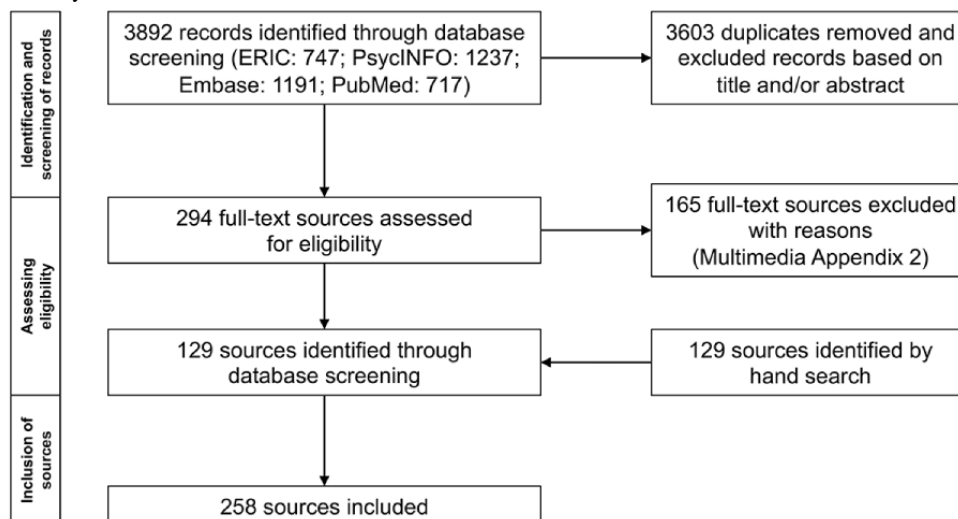 Identification and
screening of records
3892 records identified through database
screening (ERIC: 747; PsycINFO: 1237;
Embase: 1191; PubMed: 717)
3603 duplicates removed and
excluded records based on
title and/or abstract
Assessing
eligibility
294 full-text sources assessed
for eligibility
165 full-text sources excluded
with reasons
(Multimedia Appendix 2)
129 sources identified through
database screening
129 sources identified by
hand search
Inclusion of
sources
258 sources included